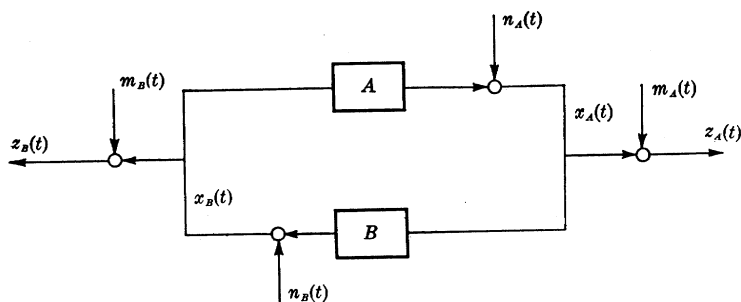 n_A(t)
m_B(t)
A
m_A(t)
x_A(t)
z_B(t)
z_A(t)
x_B(t)
B
n_B(t)